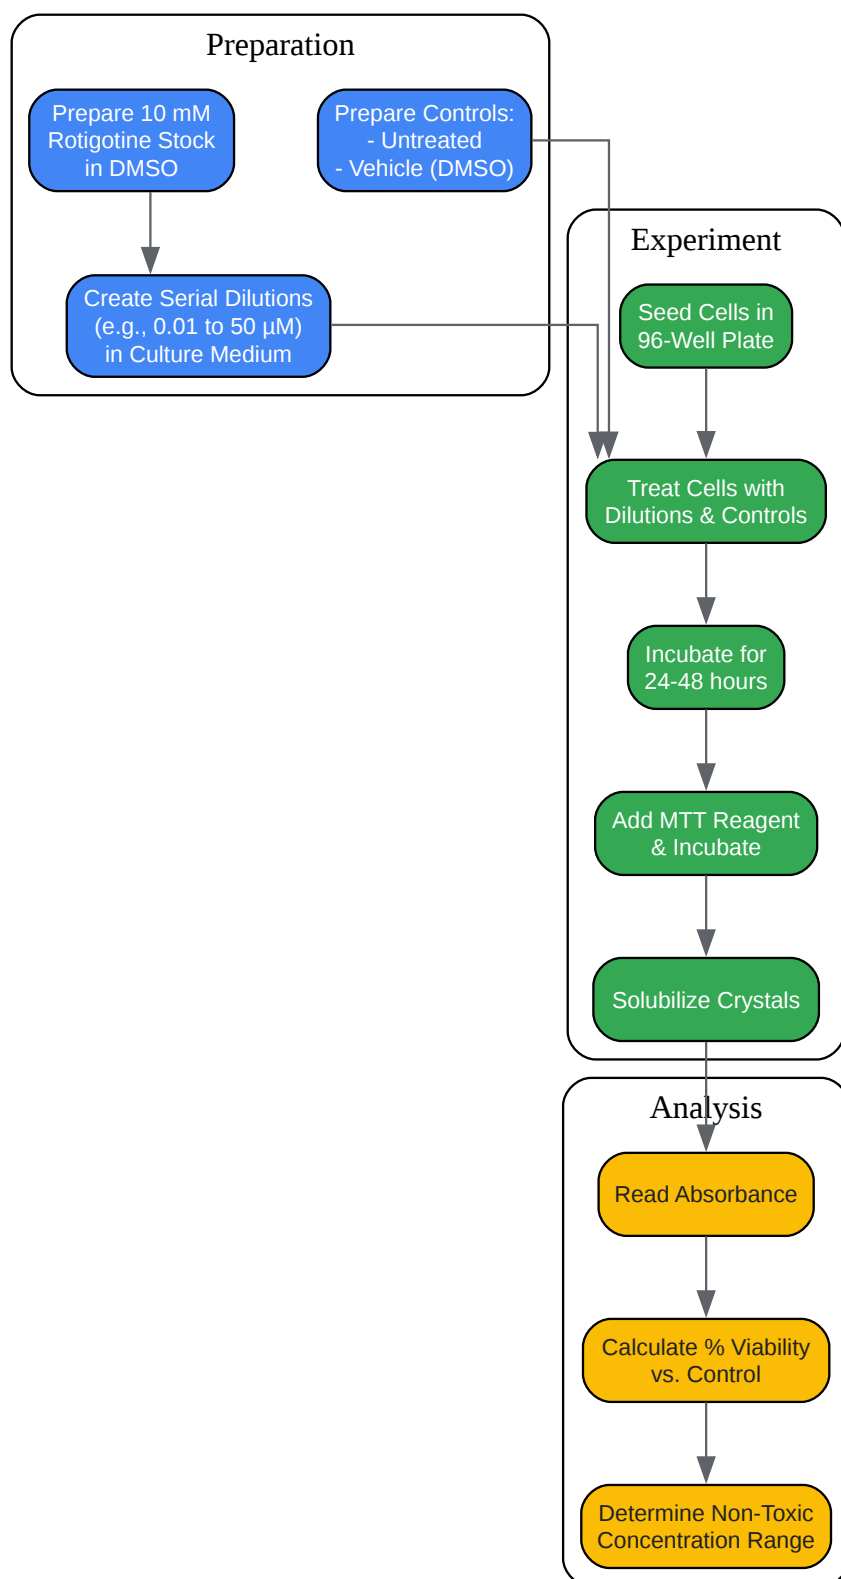 Preparation
Prepare 10 mM
Rotigotine Stock
in DMSO
Prepare Controls:
- Untreated
- Vehicle (DMSO)
Create Serial Dilutions
(e.g., 0.01 to 50 µM)
in Culture Medium
Experiment
Seed Cells in
96-Well Plate
Treat Cells with
Dilutions & Controls
Incubate for
24-48 hours
Add MTT Reagent
& Incubate
Solubilize Crystals
Analysis
Read Absorbance
Calculate % Viability
vs. Control
Determine Non-Toxic
Concentration Range